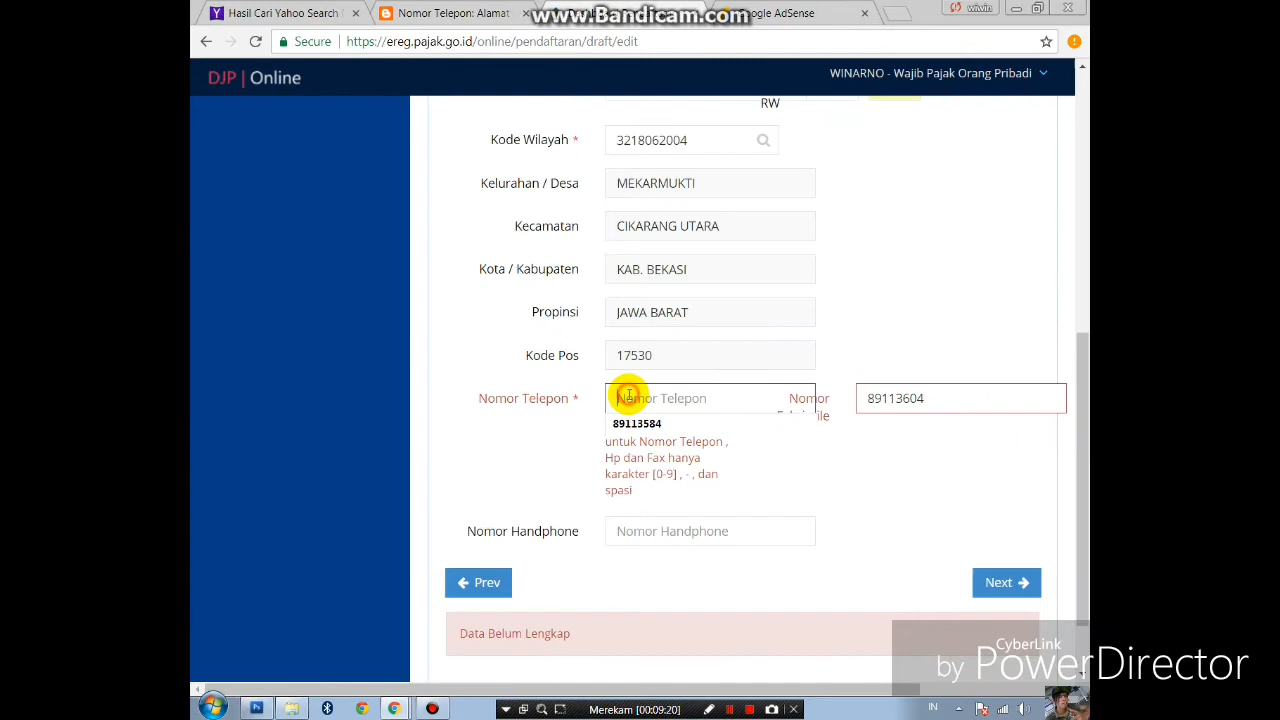 Hasil Cari Yahoo Search
Nomor Telepon: Alamat
www.Bandicam.com
Google AdSense
winwin
Secure
https://ereg.pajak.go.id/online/pendaftaran/draft/edit
DJP | Online
WINARNO - Wajib Pajak Orang Pribadi
RW
Kode Wilayah *
3218062004
Kelurahan / Desa
MEKARMUKTI
Kecamatan
CIKARANG UTARA
Kota / Kabupaten
KAB. BEKASI
Propinsi
JAWA BARAT
Kode Pos
17530
Nomor Telepon *
Nomor Telepon
Nomor
89113604
89113584
untuk Nomor Telepon ,
Hp dan Fax hanya
karakter [0-9] , - , dan
spasi
Nomor Handphone
Nomor Handphone
Prev
Next
Data Belum Lengkap
CyberLink
by PowerDirector
Merekam [00:09:20]
IN